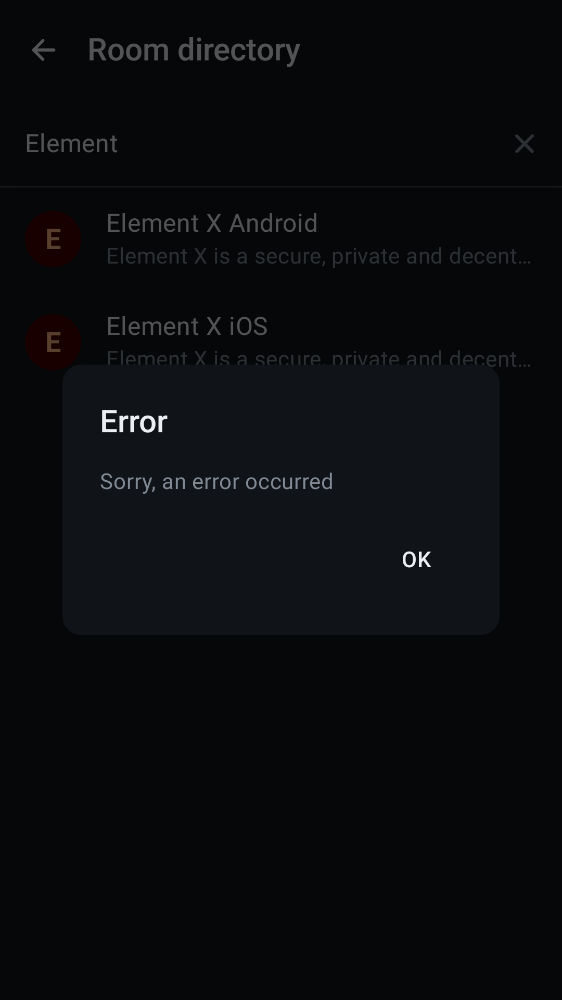 Room directory
Element
E
Element X Android
Element X is a secure, private and decent…
E
Element X iOS
Element X is a secure, private and decent…
Error
Sorry, an error occurred
OK